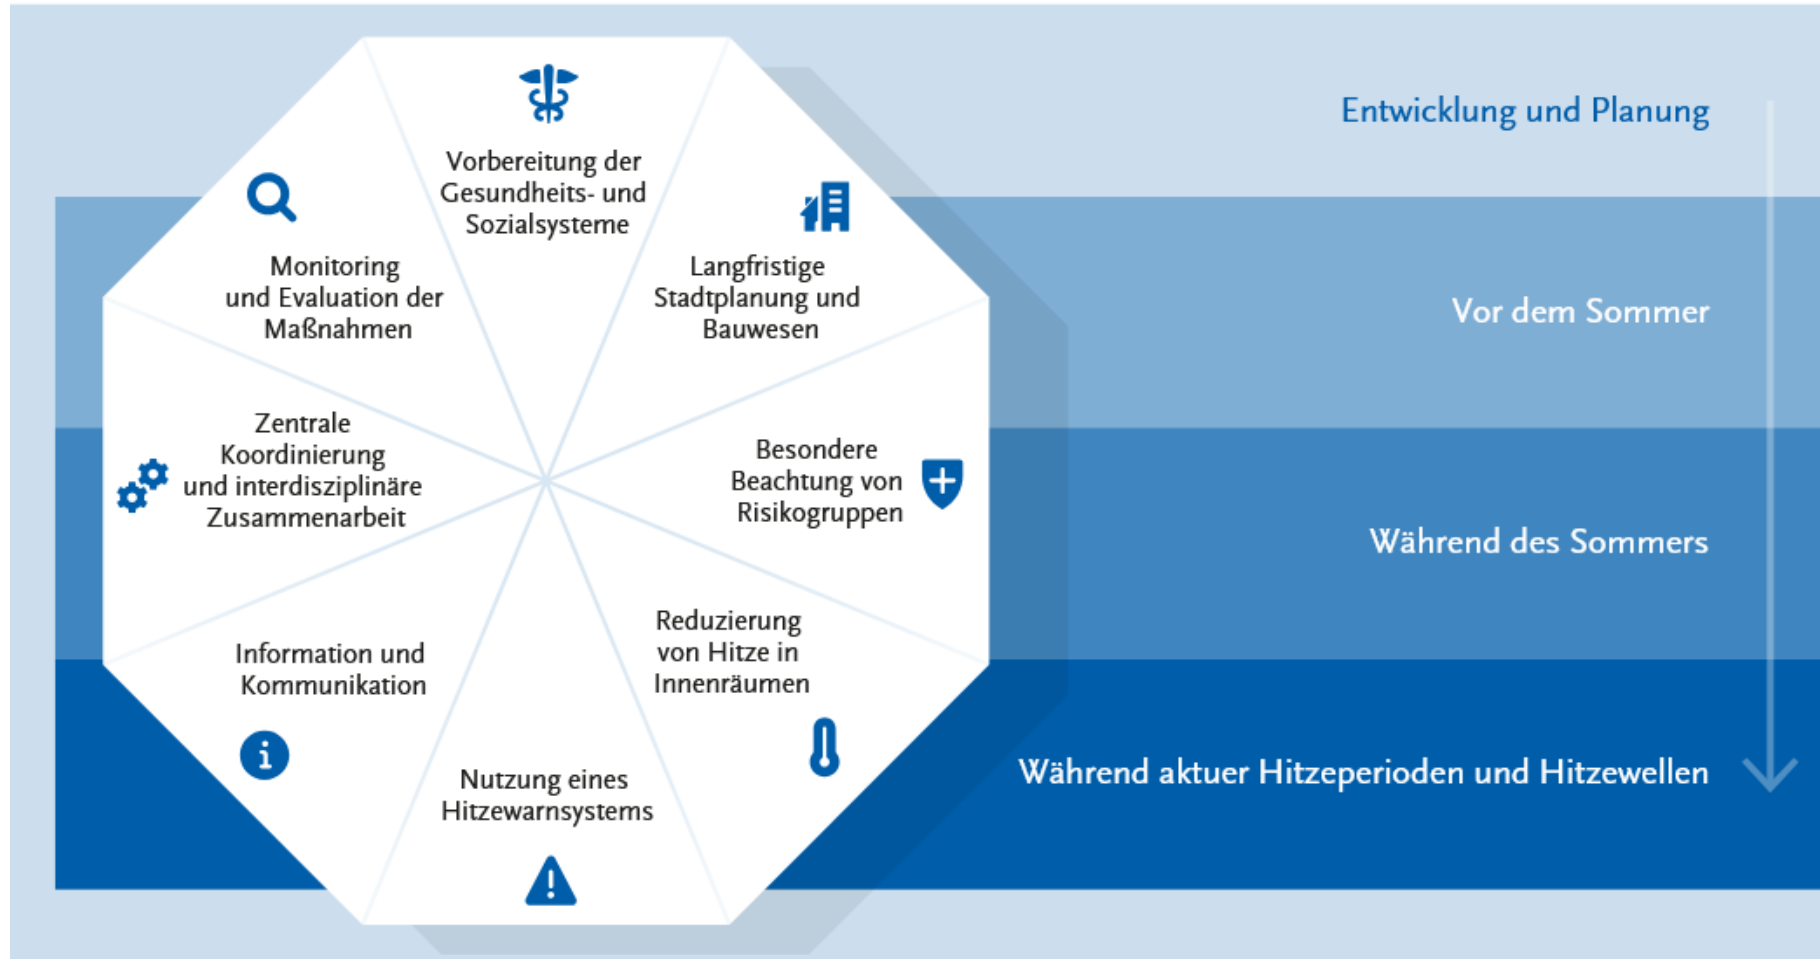 Vorbereitung der
Gesundheits- und
Sozialsysteme
Langfristige
Stadtplanung und
Bauwesen
Besondere
Beachtung von
Risikogruppen
Reduzierung
von Hitze in
Innenräumen
Nutzung eines
Hitzewarnsystems
Information und
Kommunikation
Zentrale
Koordinierung
und interdisziplinäre
Zusammenarbeit
Monitoring
und Evaluation der
Maßnahmen
Entwicklung und Planung
Vor dem Sommer
Während des Sommers
Während aktuer Hitzeperioden und Hitzewellen